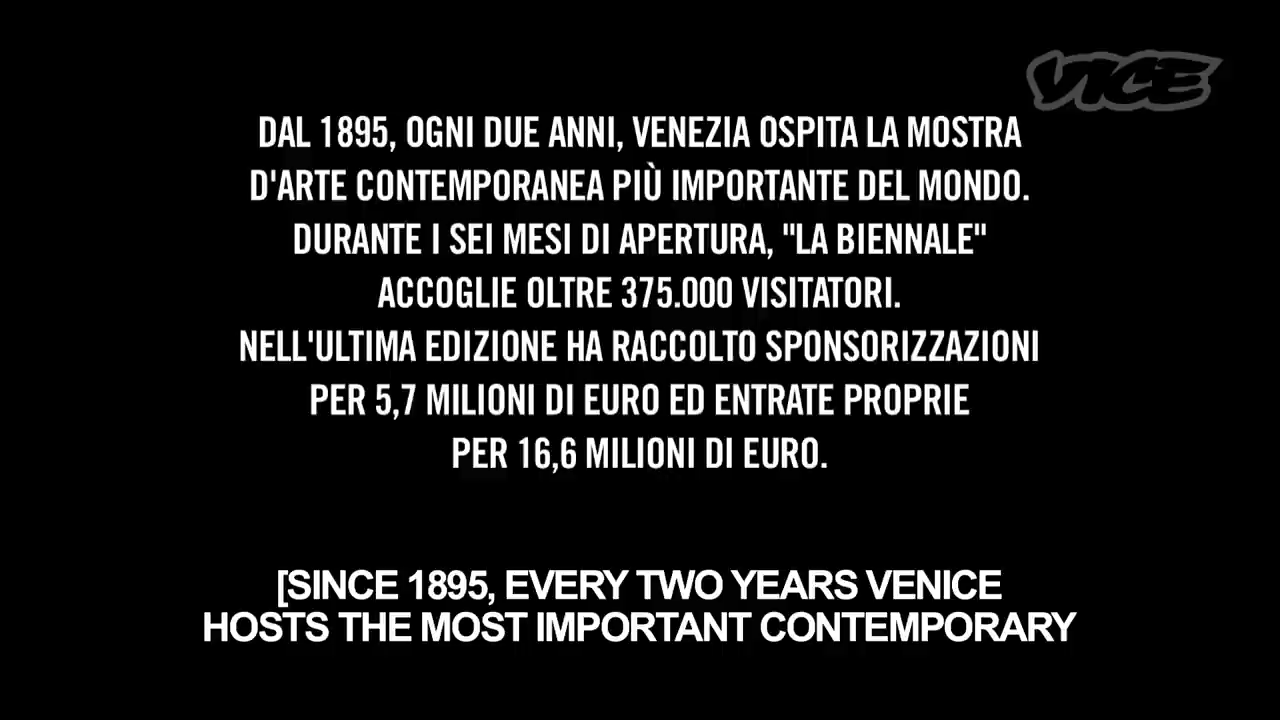 VICE
DAL 1895, OGNI DUE ANNI, VENEZIA OSPITA LA MOSTRA
D'ARTE CONTEMPORANEA PIÙ IMPORTANTE DEL MONDO.
DURANTE I SEI MESI DI APERTURA, "LA BIENNALE"
ACCOGLIE OLTRE 375.000 VISITATORI.
NELL'ULTIMA EDIZIONE HA RACCOLTO SPONSORIZZAZIONI
PER 5,7 MILIONI DI EURO ED ENTRATE PROPRIE
PER 16,6 MILIONI DI EURO.
[SINCE 1895, EVERY TWO YEARS VENICE
HOSTS THE MOST IMPORTANT CONTEMPORARY